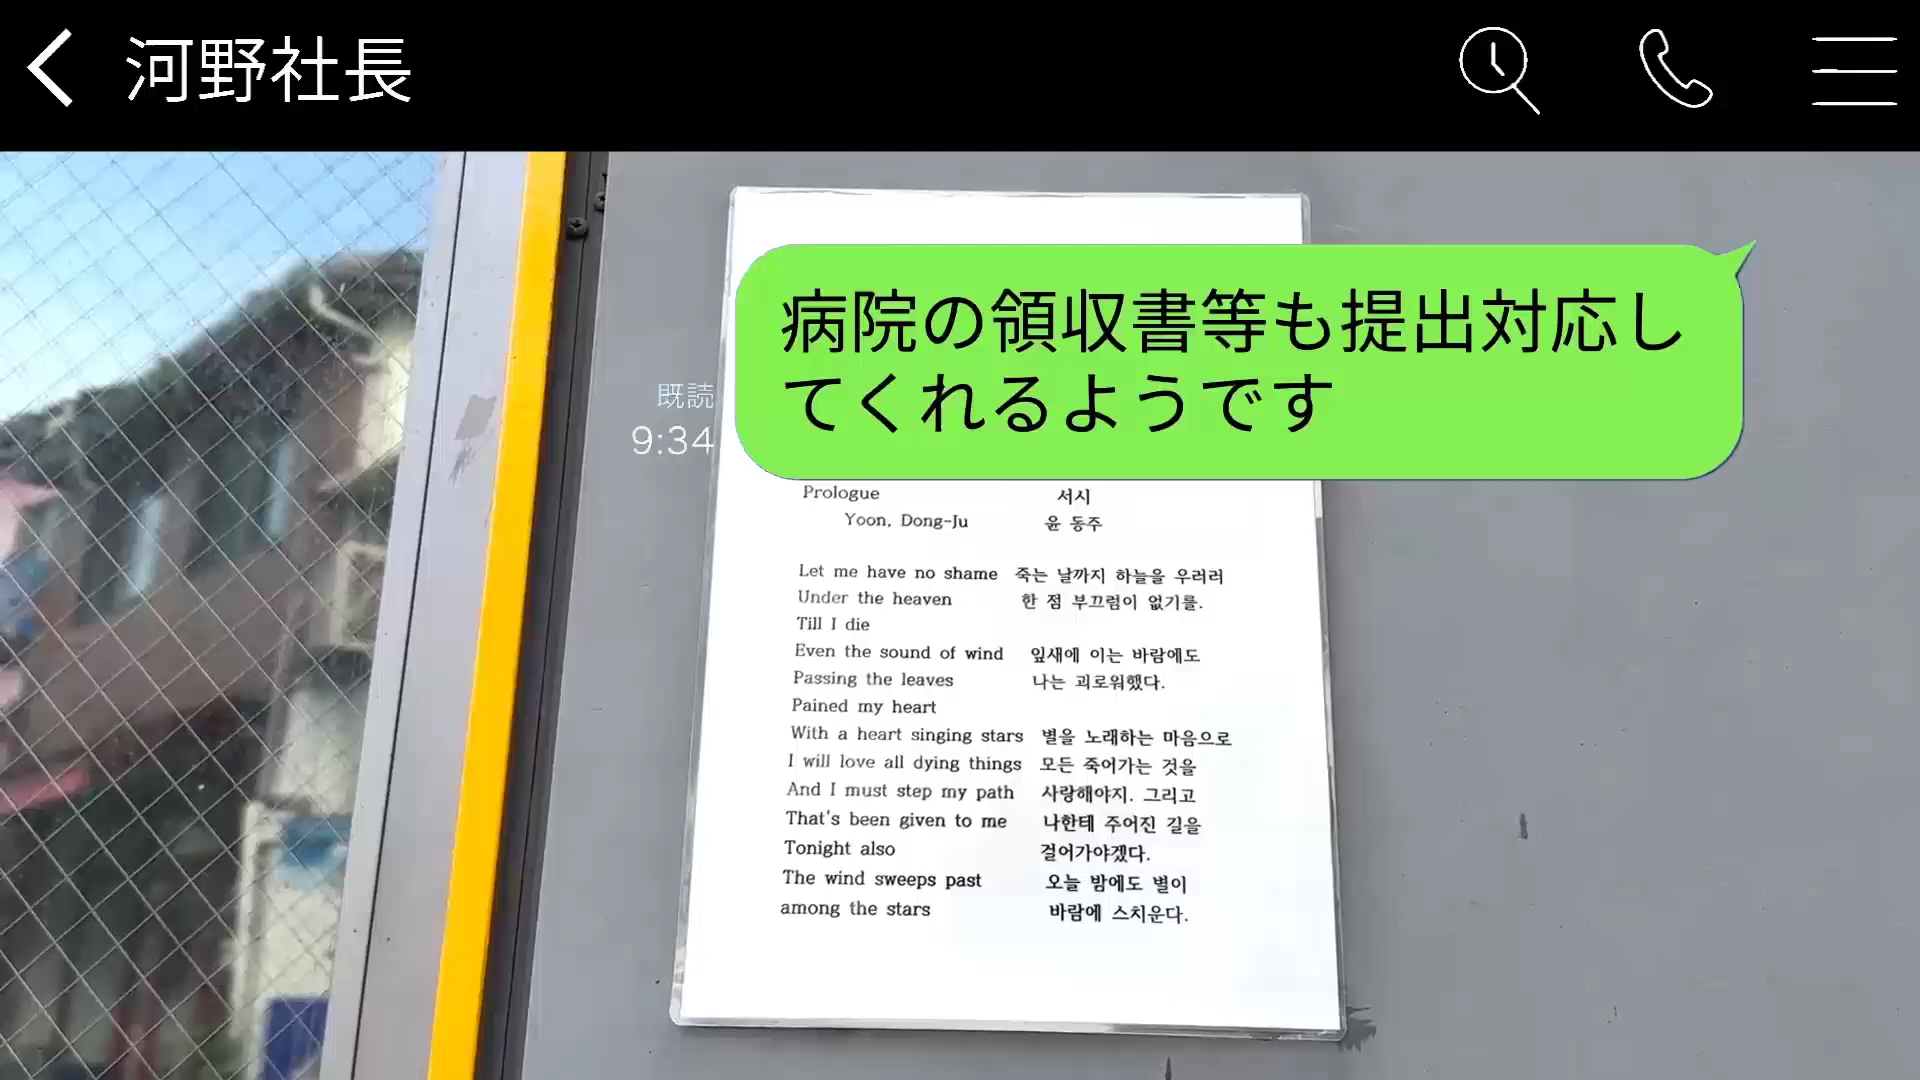 河野社長
病院の領収書等も提出対応し
てくれるようです
既読
9:34
Prologue 서시
Yoon, Dong-Ju 윤 동주
Let me have no shame 죽는 날까지 하늘을 우러러
Under the heaven 한 점 부끄럼이 없기를.
Till I die
Even the sound of wind 잎새에 이는 바람에도
Passing the leaves 나는 괴로워했다.
Pained my heart
With a heart singing stars 별을 노래하는 마음으로
I will love all dying things 모든 죽어가는 것을
And I must step my path 사랑해야지. 그리고
That's been given to me 나한테 주어진 길을
Tonight also 걸어가야겠다.
The wind sweeps past 오늘 밤에도 별이
among the stars 바람에 스치운다.